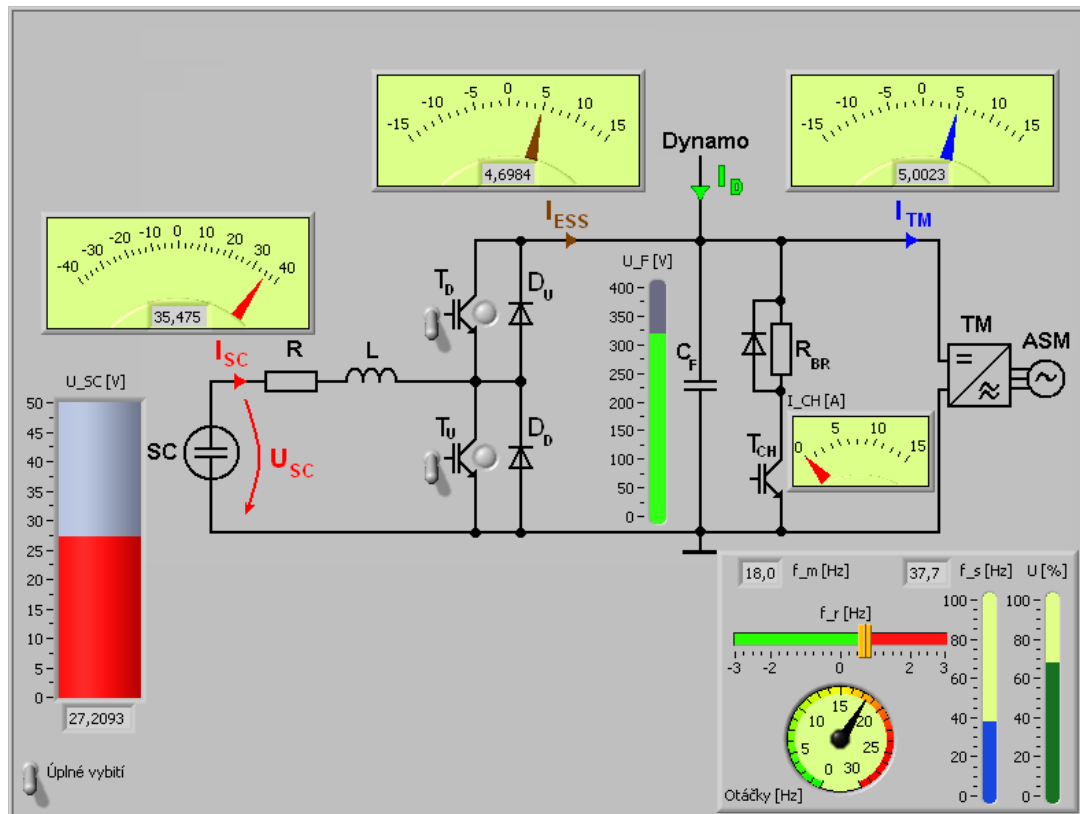 -15 -10 -5 0 5 10 15
4,6984
I_ESS
Dynamo
I_D
-15 -10 -5 0 5 10 15
5,0023
I_TM
-40 -30 -20 -10 0 10 20 30 40
35,475
I_SC
R
L
T_D
D_U
T_U
D_D
U_F [V]
400
350
300
250
200
150
100
50
0
C_F
R_BR
I_CH [A]
0 5 10 15
T_CH
TM
ASM
U_SC [V]
50
45
40
35
30
25
20
15
10
5
0
27,2093
SC
U_SC
Úplné vybití
18,0 f_m [Hz]
37,7 f_s [Hz]
U [%]
f_r [Hz]
-3 -2 0 2 3
0 5 10 15 20 25 30
Otáčky [Hz]
100
80
60
40
20
0
100
80
60
40
20
0